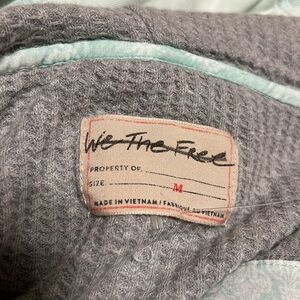 We The Free
PROPERTY OF
SIZE M
MADE IN VIETNAM / FABRIQUE AU VIETNAM